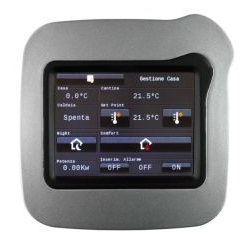 Gestione Casa
Casa Cantina
0.0°C 21.5°C
Caldaia Set Point
Spenta 21.5°C
Night Comfort
Potenza Inserim. Allarme
0.00Kw OFF OFF ON